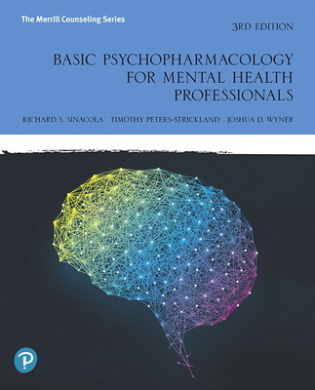 The Merrill Counseling Series
3RD EDITION
BASIC PSYCHOPHARMACOLOGY
FOR MENTAL HEALTH
PROFESSIONALS
RICHARD S. SINACOLA TIMOTHY PETERS-STRICKLAND JOSHUA D. WYNER
P